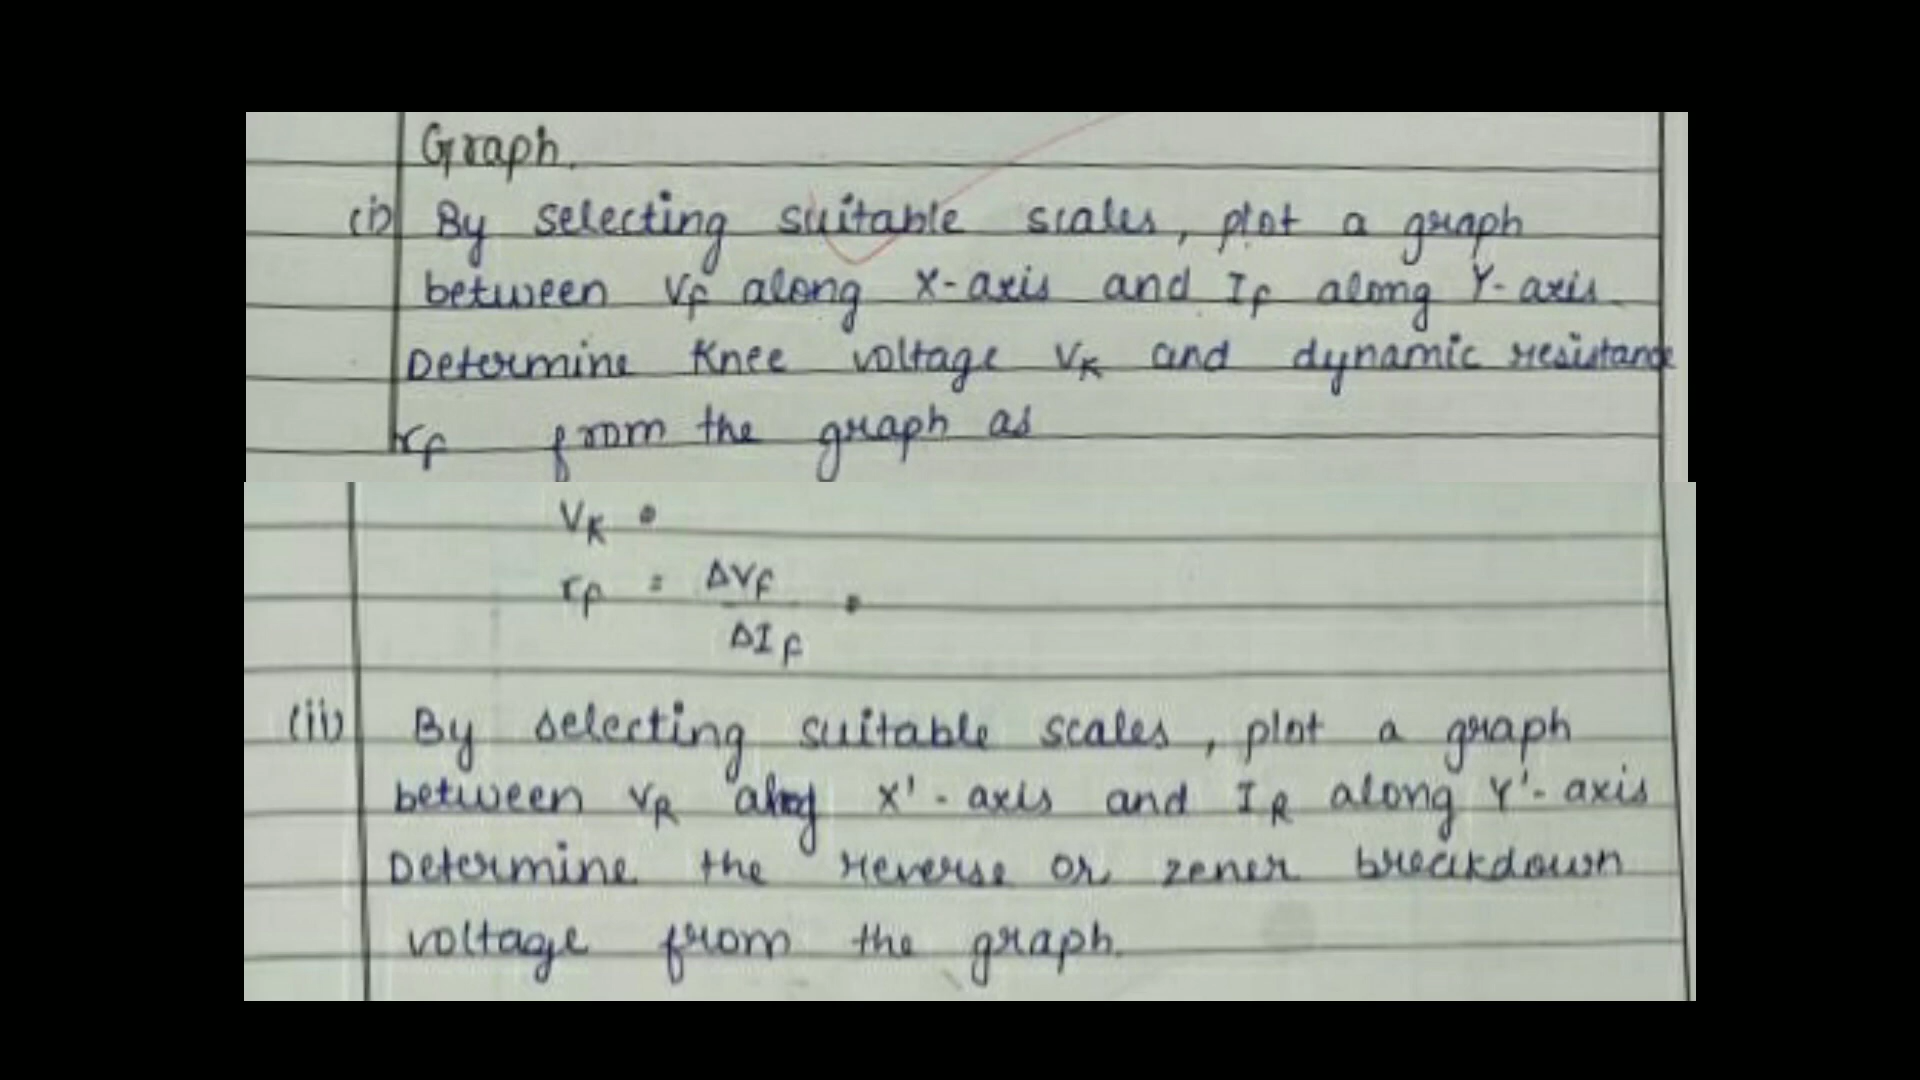 Graph.
(i) By selecting suitable scales, plot a graph
between VF along X-axis and IF along Y-axis.
Determine Knee voltage VK and dynamic resistance
rF from the graph as
VK •
rF = ΔVF
ΔIF •
(ii) By selecting suitable scales, plot a graph
between VR along X'-axis and IR along Y'-axis
Determine the reverse or zener breakdown
voltage from the graph.